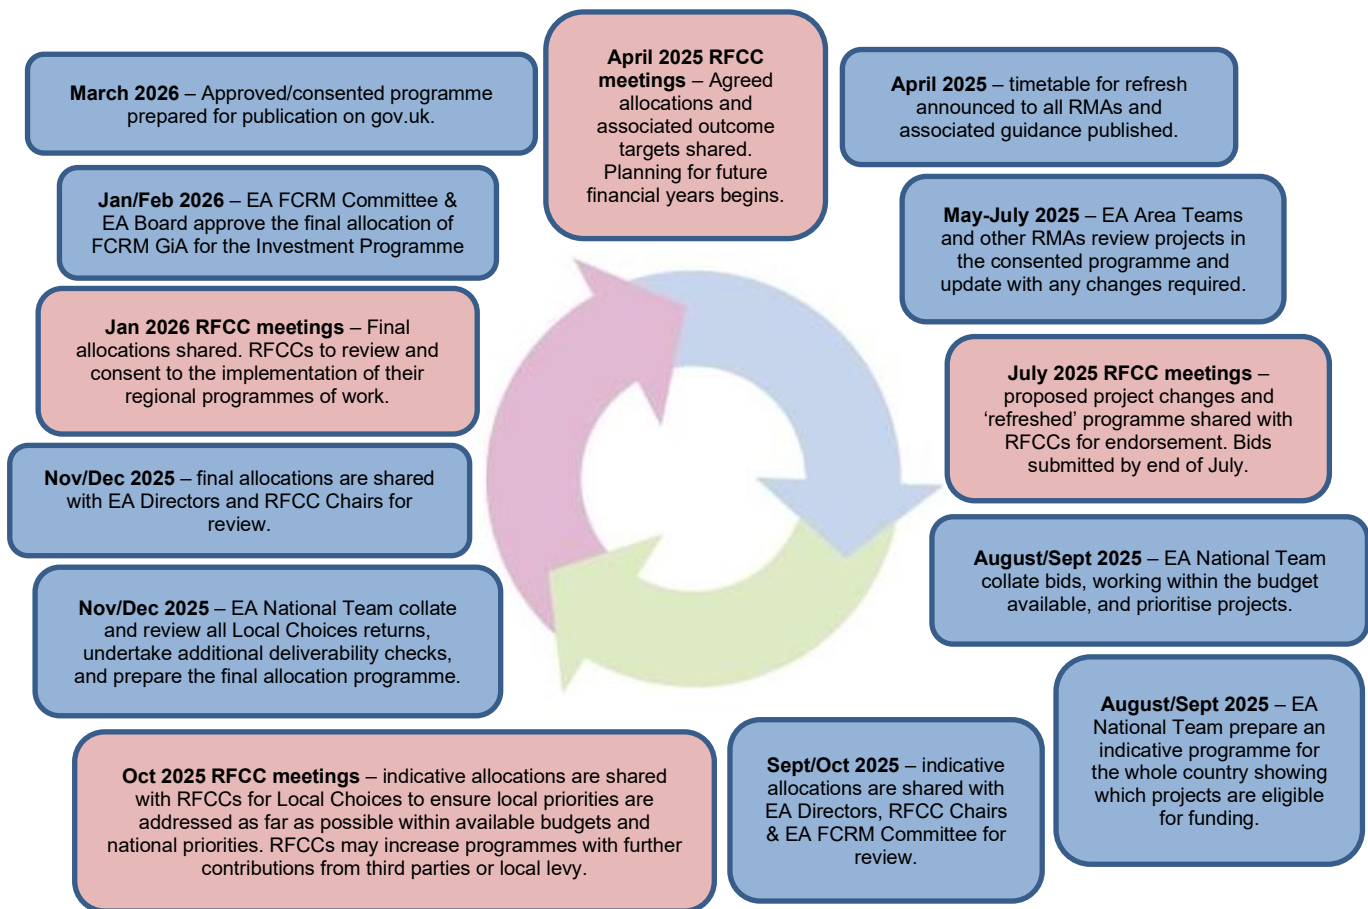 April 2025 RFCC
meetings – Agreed
allocations and
associated outcome
targets shared.
Planning for future
financial years begins.
April 2025 – timetable for refresh
announced to all RMAs and
associated guidance published.
May-July 2025 – EA Area Teams
and other RMAs review projects in
the consented programme and
update with any changes required.
July 2025 RFCC meetings –
proposed project changes and
‘refreshed’ programme shared with
RFCCs for endorsement. Bids
submitted by end of July.
August/Sept 2025 – EA National Team
collate bids, working within the budget
available, and prioritise projects.
August/Sept 2025 – EA
National Team prepare an
indicative programme for
the whole country showing
which projects are eligible
for funding.
Sept/Oct 2025 – indicative
allocations are shared with
EA Directors, RFCC Chairs
& EA FCRM Committee for
review.
Oct 2025 RFCC meetings – indicative allocations are shared
with RFCCs for Local Choices to ensure local priorities are
addressed as far as possible within available budgets and
national priorities. RFCCs may increase programmes with further
contributions from third parties or local levy.
Nov/Dec 2025 – EA National Team collate
and review all Local Choices returns,
undertake additional deliverability checks,
and prepare the final allocation programme.
Nov/Dec 2025 – final allocations are shared
with EA Directors and RFCC Chairs for
review.
Jan 2026 RFCC meetings – Final
allocations shared. RFCCs to review and
consent to the implementation of their
regional programmes of work.
Jan/Feb 2026 – EA FCRM Committee &
EA Board approve the final allocation of
FCRM GiA for the Investment Programme
March 2026 – Approved/consented programme
prepared for publication on gov.uk.